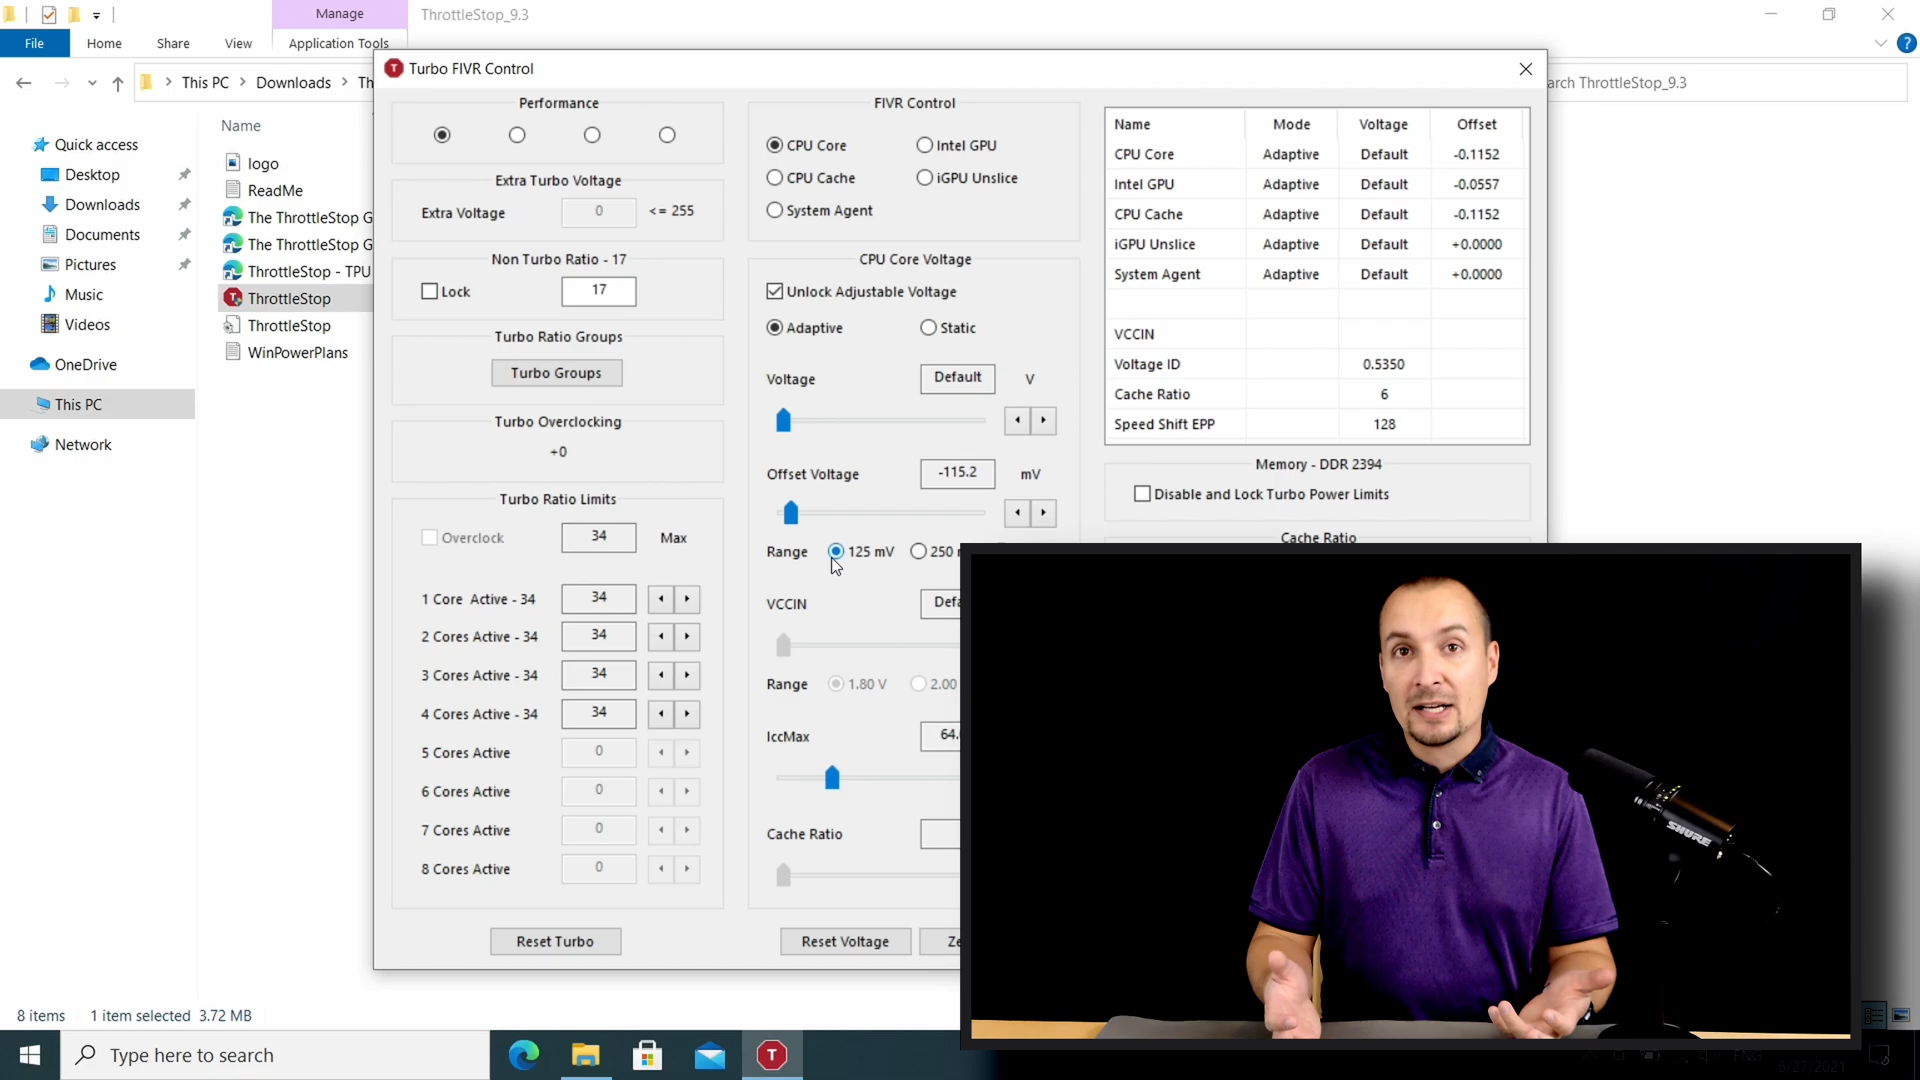 Manage
ThrottleStop_9.3
File
Home
Share
View
Application Tools
This PC > Downloads > Th
arch ThrottleStop_9.3
Quick access
Desktop
Downloads
Documents
Pictures
Music
Videos
OneDrive
This PC
Network
Name
logo
ReadMe
The ThrottleStop G
The ThrottleStop G
ThrottleStop - TPU
ThrottleStop
ThrottleStop
WinPowerPlans
Turbo FIVR Control
Performance
Extra Turbo Voltage
Extra Voltage 0 <= 255
Non Turbo Ratio - 17
Lock 17
Turbo Ratio Groups
Turbo Groups
Turbo Overclocking
+0
Turbo Ratio Limits
Overclock 34 Max
1 Core Active - 34 34
2 Cores Active - 34 34
3 Cores Active - 34 34
4 Cores Active - 34 34
5 Cores Active 0
6 Cores Active 0
7 Cores Active 0
8 Cores Active 0
Reset Turbo
FIVR Control
CPU Core Intel GPU
CPU Cache iGPU Unslice
System Agent
CPU Core Voltage
Unlock Adjustable Voltage
Adaptive Static
Voltage Default V
Offset Voltage -115.2 mV
Range 125 mV 250
VCCIN Defa
Range 1.80 V 2.00
IccMax 64.
Cache Ratio
Reset Voltage Ze
Name Mode Voltage Offset
CPU Core Adaptive Default -0.1152
Intel GPU Adaptive Default -0.0557
CPU Cache Adaptive Default -0.1152
iGPU Unslice Adaptive Default +0.0000
System Agent Adaptive Default +0.0000
VCCIN
Voltage ID 0.5350
Cache Ratio 6
Speed Shift EPP 128
Memory - DDR 2394
Disable and Lock Turbo Power Limits
Cache Ratio
SHURE
8 items 1 item selected 3.72 MB
Type here to search
ENG
6/27/2021